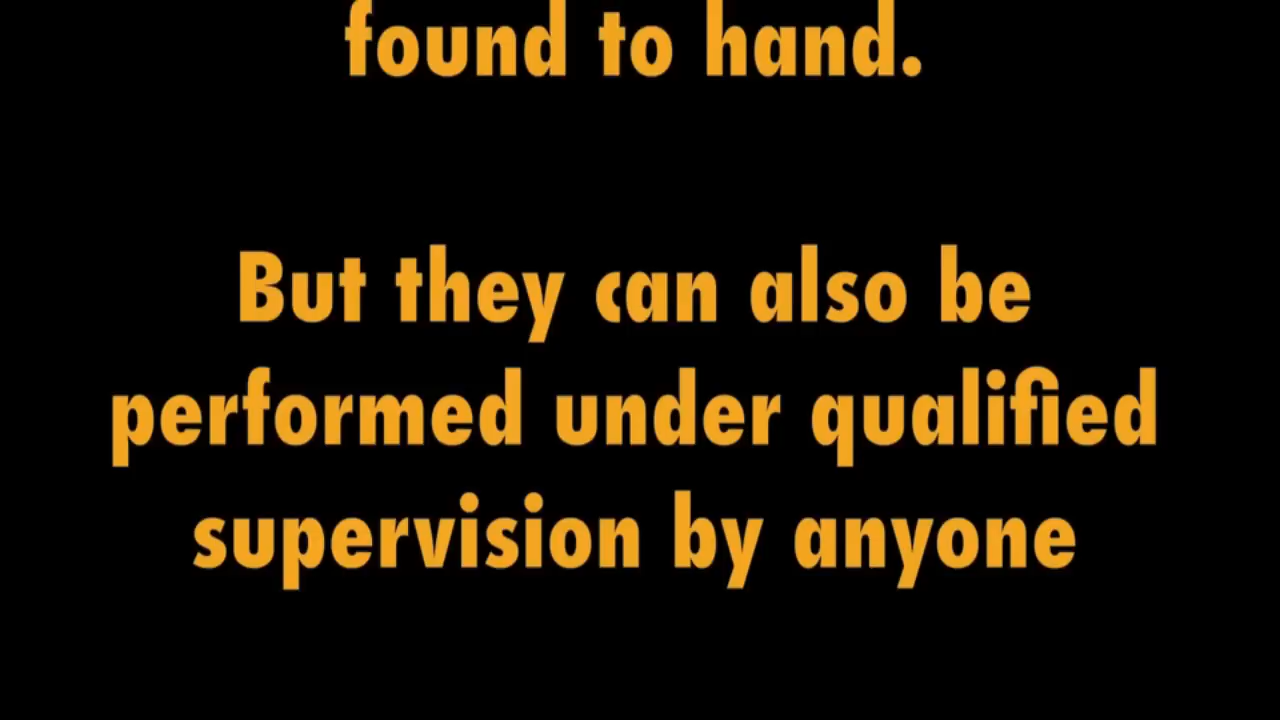 found to hand.
But they can also be
performed under qualified
supervision by anyone